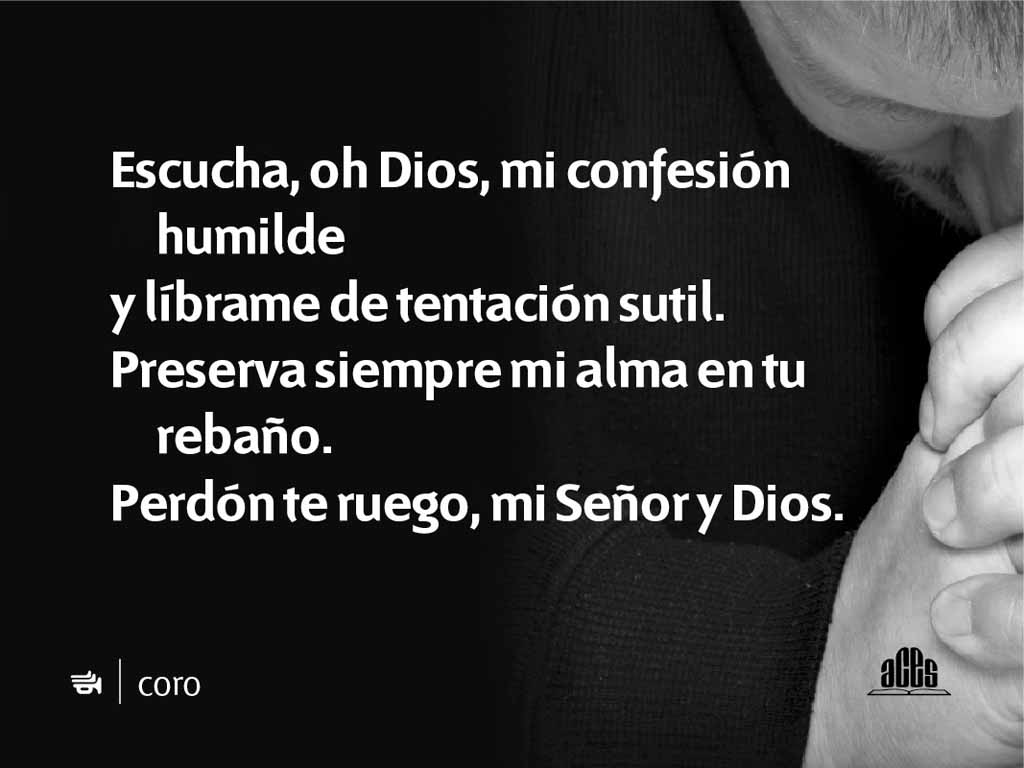 Escucha, oh Dios, mi confesión
humilde
y líbrame de tentación sutil.
Preserva siempre mi alma en tu
rebaño.
Perdón te ruego, mi Señor y Dios.
coro
aces